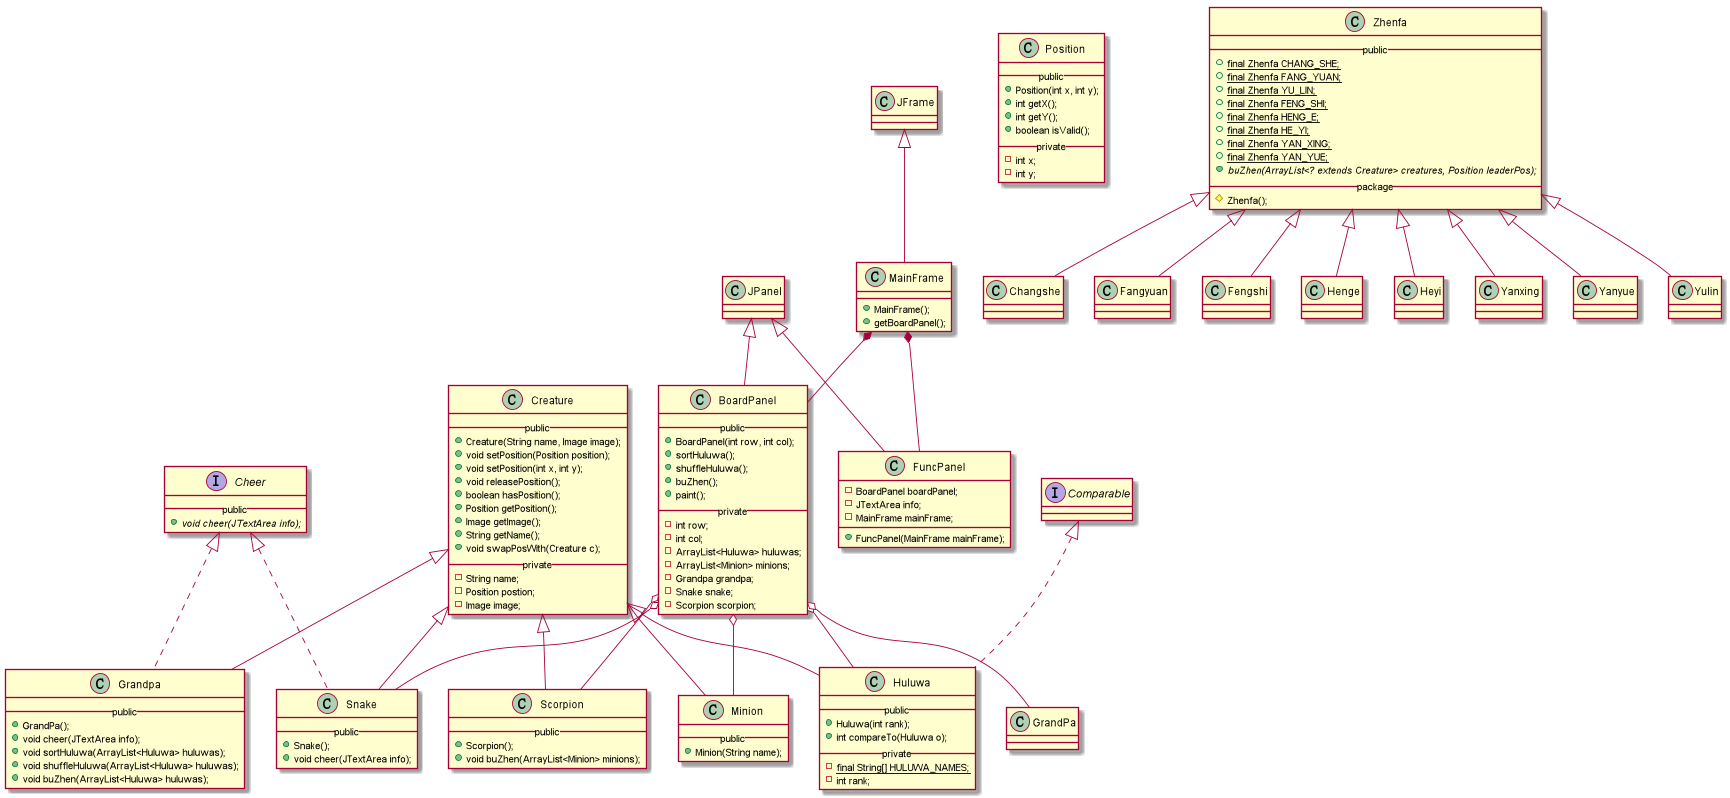 C Zhenfa
public
final Zhenfa CHANG_SHE;
final Zhenfa FANG_YUAN;
final Zhenfa YU_LIN;
final Zhenfa FENG_SHI;
final Zhenfa HENG_E;
final Zhenfa HE_YI;
final Zhenfa YAN_XING;
final Zhenfa YAN_YUE;
buZhen(ArrayList<? extends Creature> creatures, Position leaderPos);
package
Zhenfa();
C Position
public
Position(int x, int y);
int getX();
int getY();
boolean isValid();
private
int x;
int y;
C JFrame
C JPanel
C MainFrame
MainFrame();
getBoardPanel();
C Changshe
C Fangyuan
C Fengshi
C Henge
C Heyi
C Yanxing
C Yanyue
C Yulin
C Creature
public
Creature(String name, Image image);
void setPosition(Position position);
void setPosition(int x, int y);
void releasePosition();
boolean hasPosition();
Position getPosition();
Image getImage();
String getName();
void swapPosWith(Creature c);
private
String name;
Position postion;
Image image;
C BoardPanel
public
BoardPanel(int row, int col);
sortHuluwa();
shuffleHuluwa();
buZhen();
paint();
private
int row;
int col;
ArrayList<Huluwa> huluwas;
ArrayList<Minion> minions;
Grandpa grandpa;
Snake snake;
Scorpion scorpion;
C FuncPanel
BoardPanel boardPanel;
JTextArea info;
MainFrame mainFrame;
FuncPanel(MainFrame mainFrame);
I Cheer
public
void cheer(JTextArea info);
I Comparable
C Grandpa
public
GrandPa();
void cheer(JTextArea info);
void sortHuluwa(ArrayList<Huluwa> huluwas);
void shuffleHuluwa(ArrayList<Huluwa> huluwas);
void buZhen(ArrayList<Huluwa> huluwas);
C Snake
public
Snake();
void cheer(JTextArea info);
C Scorpion
public
Scorpion();
void buZhen(ArrayList<Minion> minions);
C Minion
public
Minion(String name);
C Huluwa
public
Huluwa(int rank);
int compareTo(Huluwa o);
private
final String[] HULUWA_NAMES;
int rank;
C GrandPa